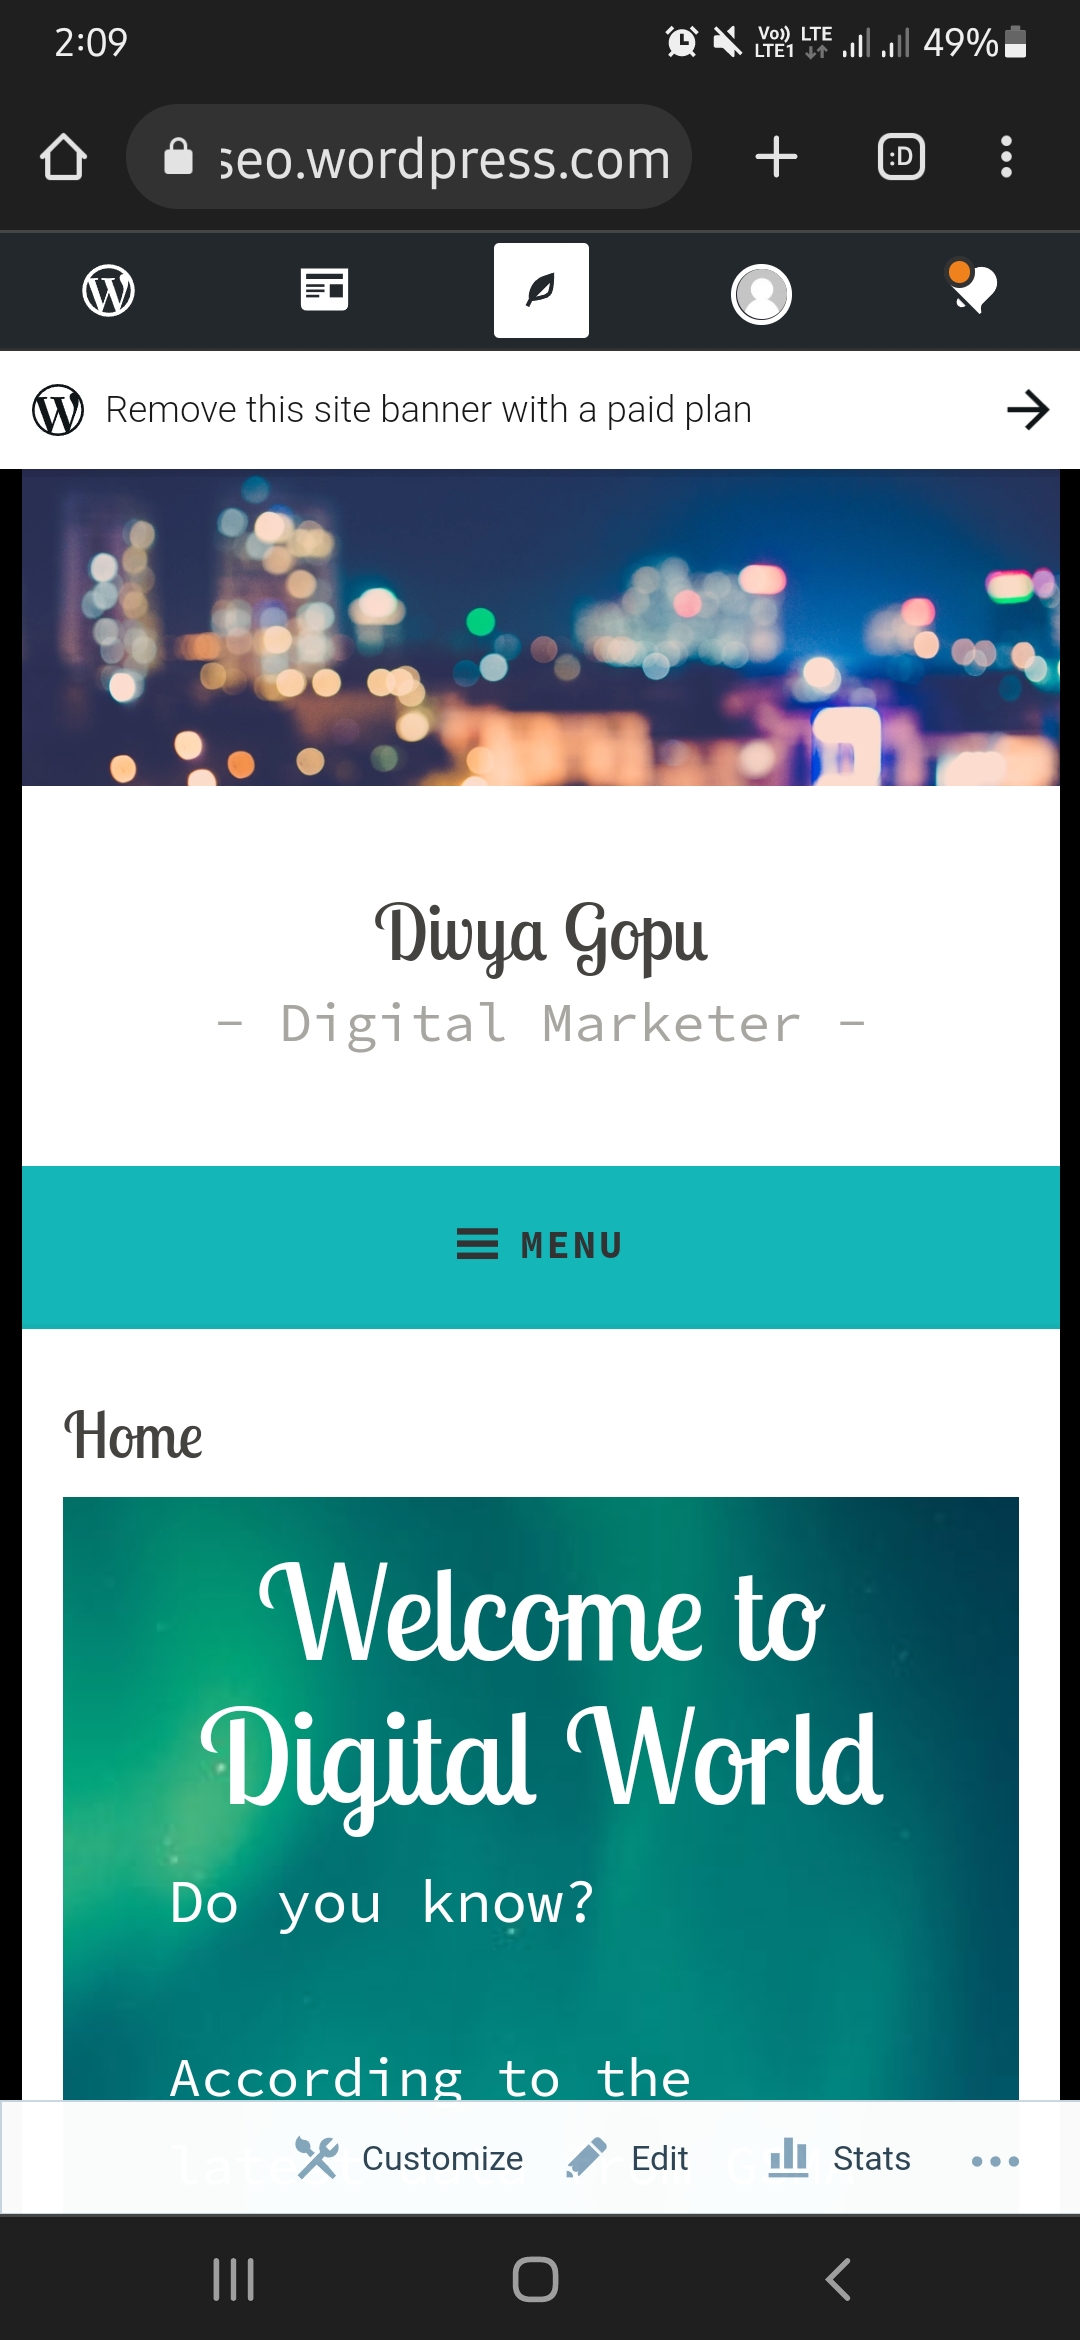 2:09
Vo)) LTE
LTE1
49%
seo.wordpress.com
:D
Remove this site banner with a paid plan
Divya Gopu
– Digital Marketer –
MENU
Home
Welcome to
Digital World
Do you know?
According to the
Customize Edit Stats